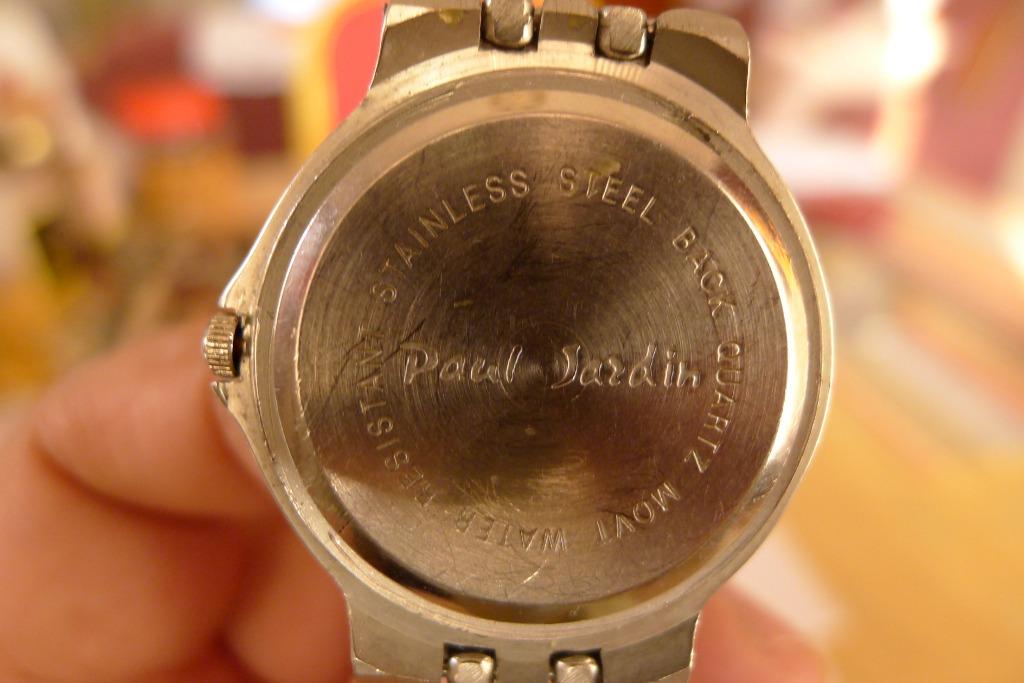 STAINLESS STEEL BACK QUARTZ MOVT WATER RESISTANT
Paul Jardin